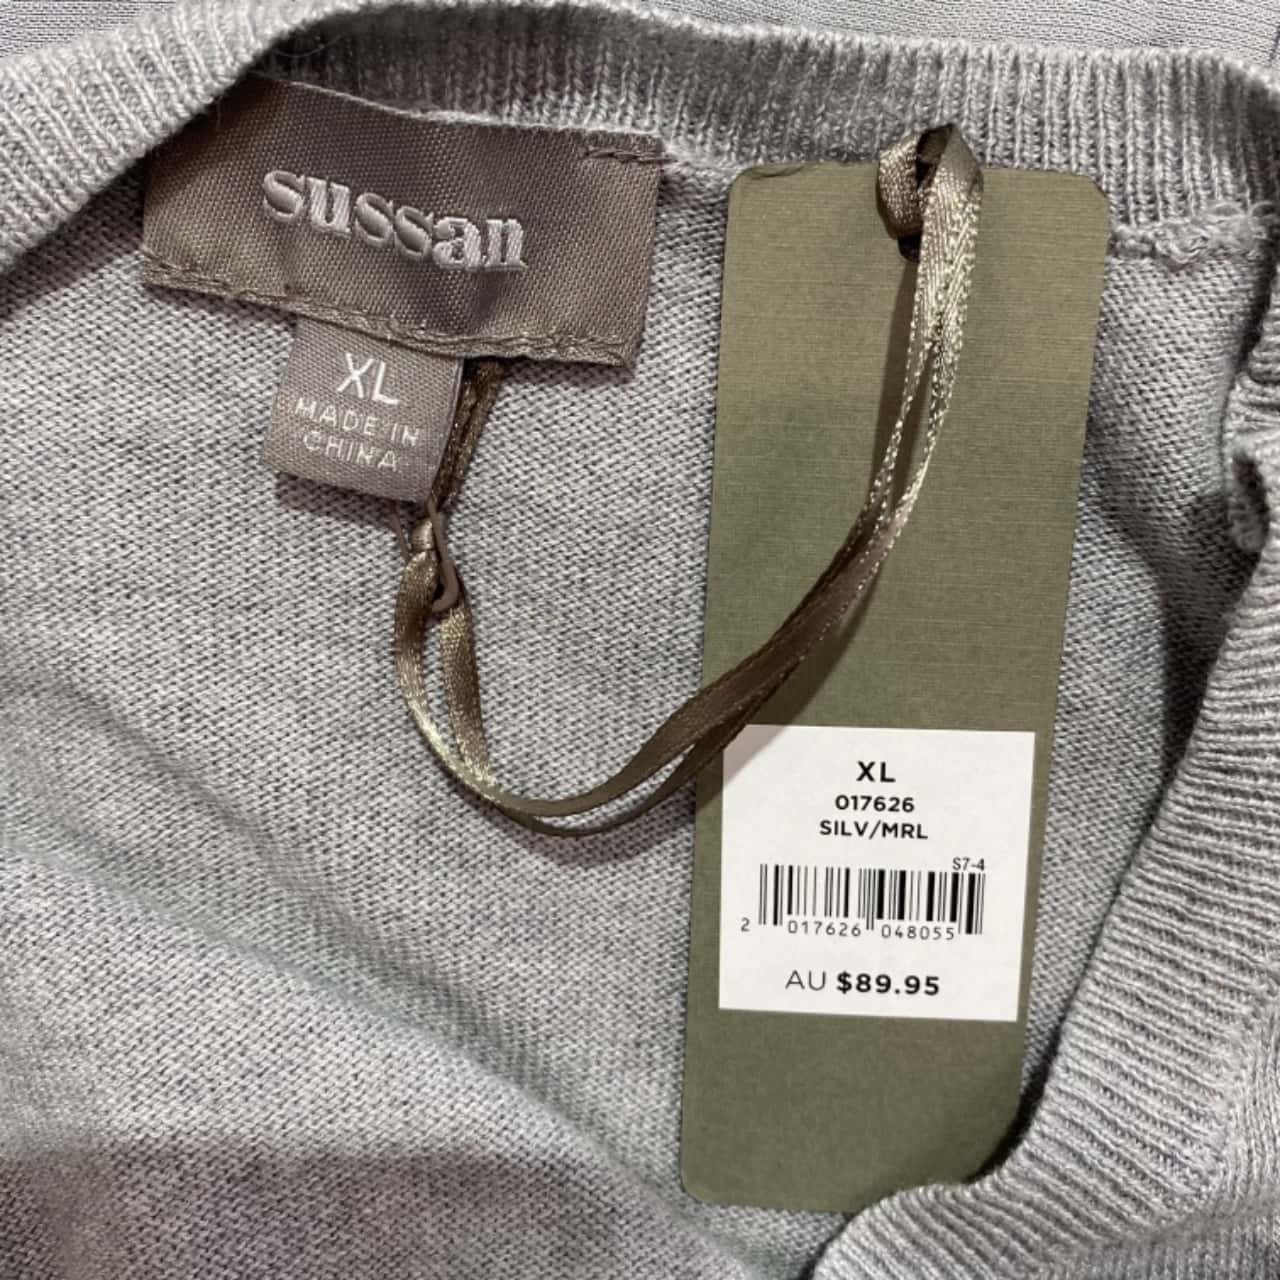 sussan
XL
MADE IN
CHINA
XL
017626
SILV/MRL
S7-4
2 017626 048055
AU $89.95